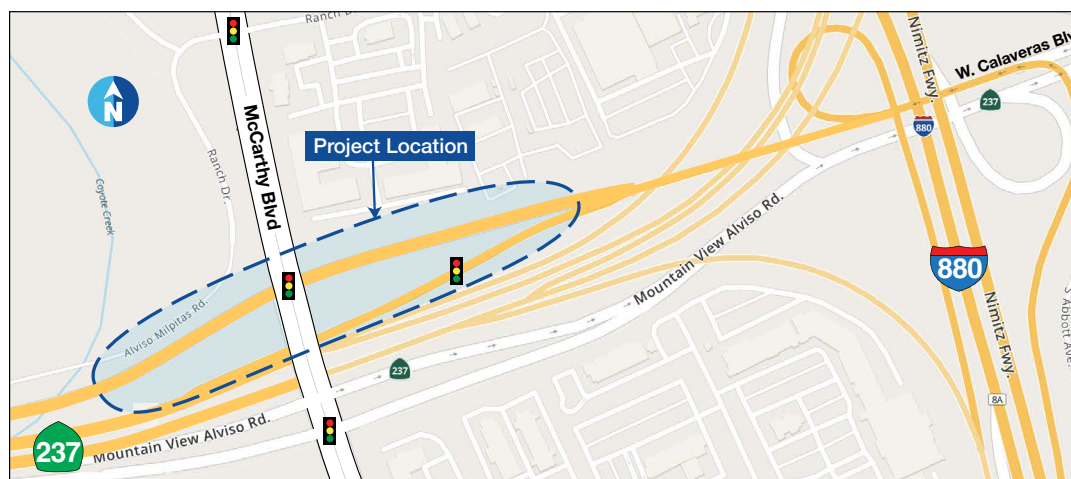 Ranch Dr.
Nimitz Fwy.
W. Calaveras Blv
237
N
McCarthy Blvd
880
Project Location
Ranch Dr.
Coyote Creek
Mountain View Alviso Rd.
880
Alviso Milpitas Rd.
Nimitz Fwy.
S Abbott Ave.
237
8A
237
Mountain View Alviso Rd.